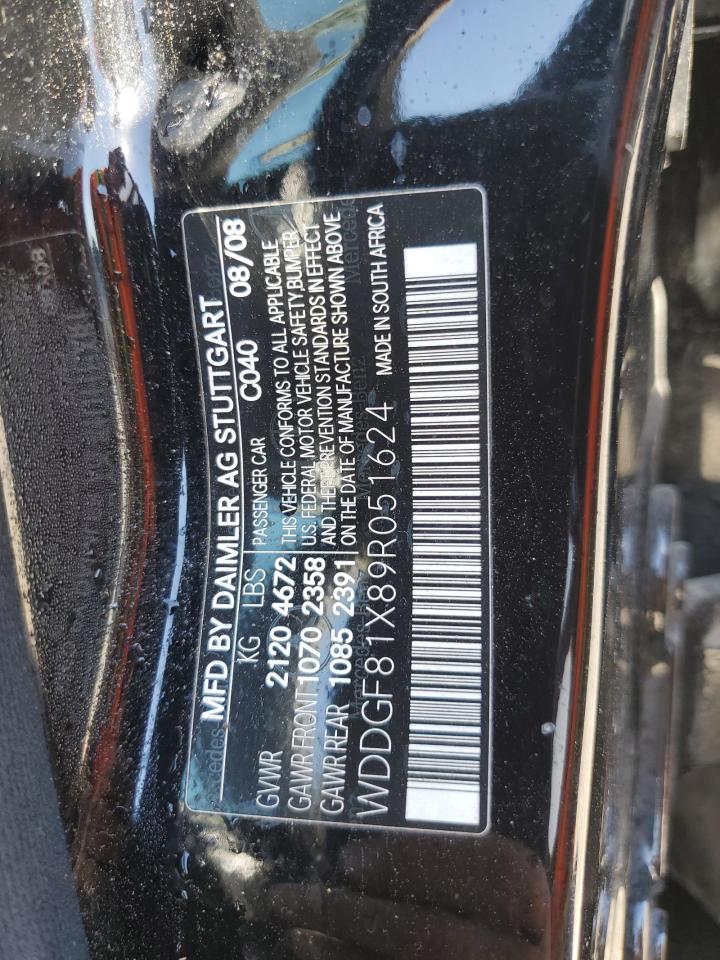 MFD BY DAIMLER AG STUTTGART
KG LBS PASSENGER CAR C040 08/08
GVWR 2120 4672 THIS VEHICLE CONFORMS TO ALL APPLICABLE
U.S. FEDERAL MOTOR VEHICLE SAFETY,BUMPER
GAWR FRONT 1070 2358 AND THEFT PREVENTION STANDARDS IN EFFECT
GAWR REAR 1085 2391 ON THE DATE OF MANUFACTURE SHOWN ABOVE
WDDGF81X89R051624 MADE IN SOUTH AFRICA